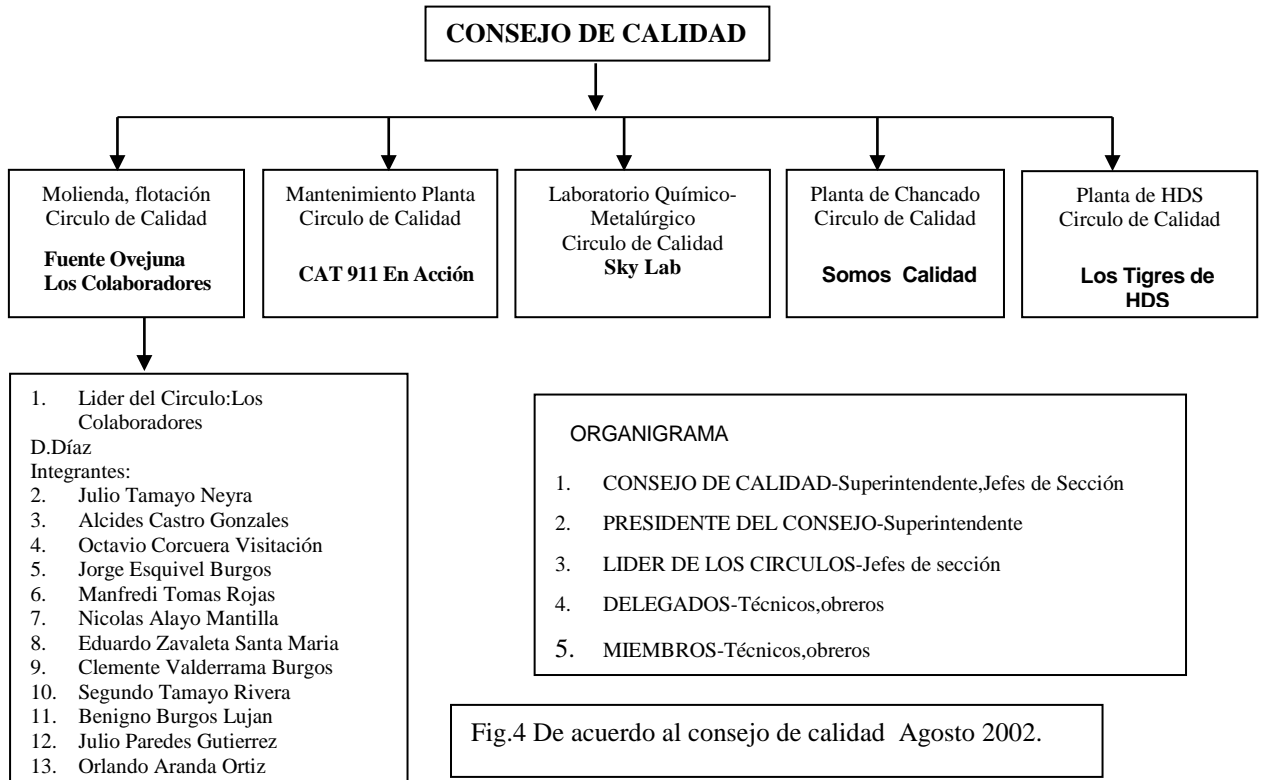 CONSEJO DE CALIDAD
Molienda, flotación
Circulo de Calidad
Fuente Ovejuna
Los Colaboradores
Mantenimiento Planta
Circulo de Calidad
CAT 911 En Acción
Laboratorio Químico-
Metalúrgico
Circulo de Calidad
Sky Lab
Planta de Chancado
Circulo de Calidad
Somos Calidad
Planta de HDS
Circulo de Calidad
Los Tigres de
HDS
1. Lider del Circulo:Los
Colaboradores
D.Díaz
Integrantes:
2. Julio Tamayo Neyra
3. Alcides Castro Gonzales
4. Octavio Corcuera Visitación
5. Jorge Esquivel Burgos
6. Manfredi Tomas Rojas
7. Nicolas Alayo Mantilla
8. Eduardo Zavaleta Santa Maria
9. Clemente Valderrama Burgos
10. Segundo Tamayo Rivera
11. Benigno Burgos Lujan
12. Julio Paredes Gutierrez
13. Orlando Aranda Ortiz
ORGANIGRAMA
1. CONSEJO DE CALIDAD-Superintendente,Jefes de Sección
2. PRESIDENTE DEL CONSEJO-Superintendente
3. LIDER DE LOS CIRCULOS-Jefes de sección
4. DELEGADOS-Técnicos,obreros
5. MIEMBROS-Técnicos,obreros
Fig.4 De acuerdo al consejo de calidad Agosto 2002.